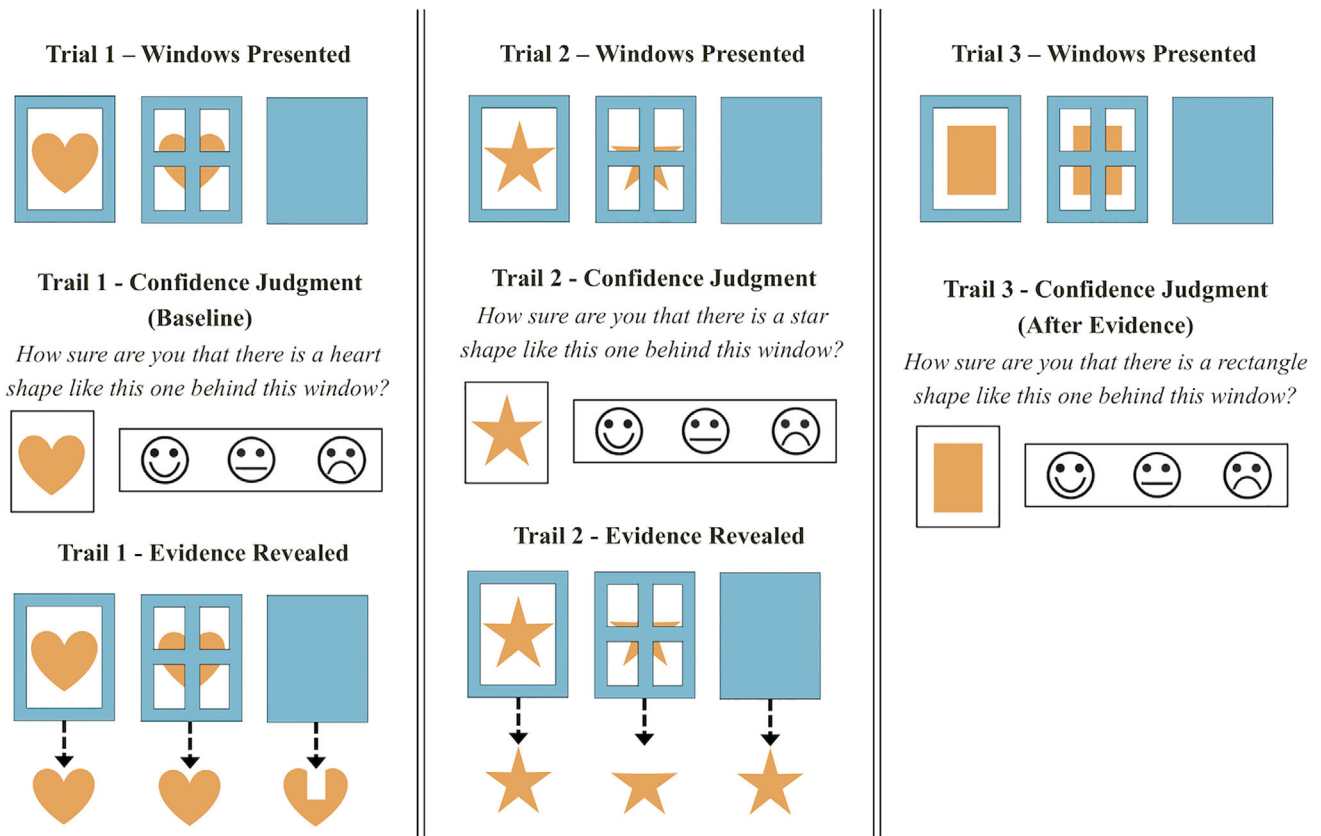 Trial 1 – Windows Presented
Trail 1 - Confidence Judgment
(Baseline)
How sure are you that there is a heart
shape like this one behind this window?
Trail 1 - Evidence Revealed
Trial 2 – Windows Presented
Trail 2 - Confidence Judgment
How sure are you that there is a star
shape like this one behind this window?
Trail 2 - Evidence Revealed
Trial 3 – Windows Presented
Trail 3 - Confidence Judgment
(After Evidence)
How sure are you that there is a rectangle
shape like this one behind this window?